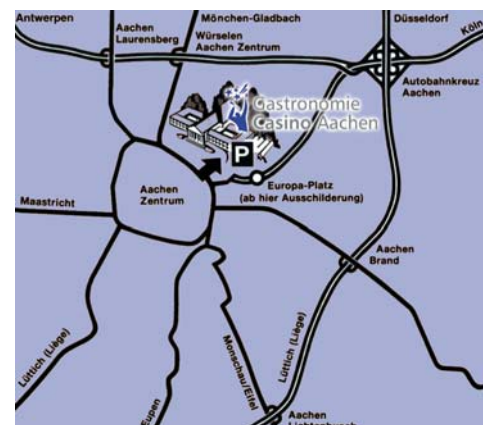 Antwerpen
Aachen
Laurensberg
Mönchen-Gladbach
Würselen
Aachen Zentrum
Düsseldorf
Köln
Autobahnkreuz
Aachen
Gastronomie
Casino Aachen
P
Europa-Platz
(ab hier Ausschilderung)
Aachen
Zentrum
Maastricht
Aachen
Brand
Lüttich (Liège)
Eupen
Monschau/Eifel
Lüttich (Liège)
Aachen